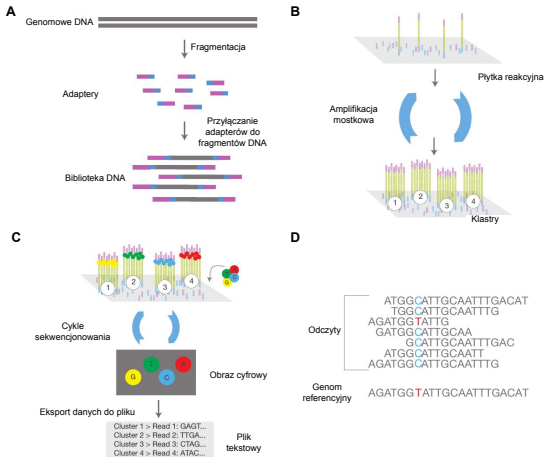 A
Genomowe DNA
Fragmentacja
Adaptery
Przyłączanie
adapterów do
fragmentów DNA
Biblioteka DNA
B
Płytka reakcyjna
Amplifikacja
mostkowa
1
2
3
4
Klastry
C
1
2
3
4
T
A
G
C
Cykle
sekwencjonowania
T
A
G
C
Obraz cyfrowy
Eksport danych do pliku
Cluster 1 > Read 1: GAGT...
Cluster 2 > Read 2: TTGA...
Cluster 3 > Read 3: CTAG...
Cluster 4 > Read 4: ATAC...
Plik
tekstowy
D
Odczyty
ATGGCATTGCAATTTGACAT
TGGCATTGCAATTTG
AGATGGTATTG
GATGGCATTGCAA
GCATTGCAATTTGAC
ATGGCATTGCAATT
AGATGGCATTGCAATTTG
Genom
referencyjny
AGATGGTATTGCAATTTGACAT